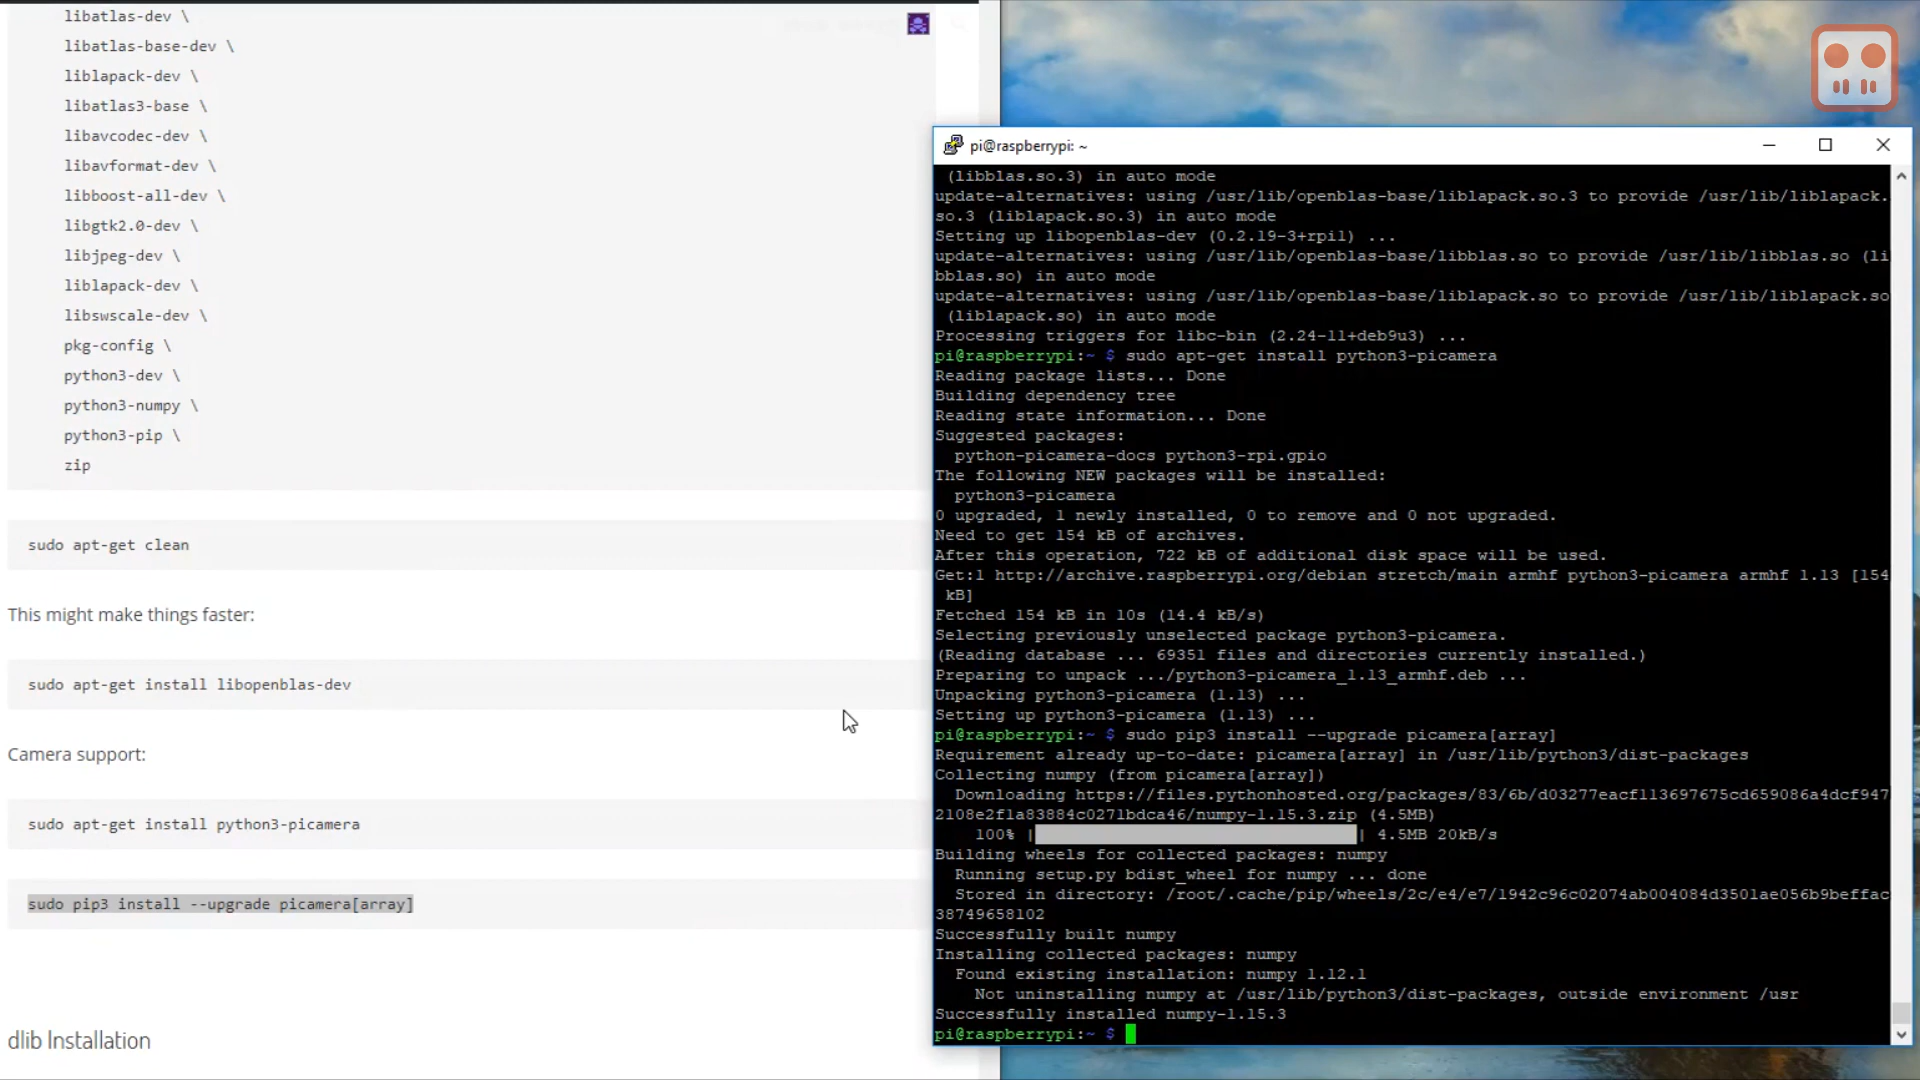 libatlas-dev \
libatlas-base-dev \
liblapack-dev \
libatlas3-base \
libavcodec-dev \
libavformat-dev \
libboost-all-dev \
libgtk2.0-dev \
libjpeg-dev \
liblapack-dev \
libswscale-dev \
pkg-config \
python3-dev \
python3-numpy \
python3-pip \
zip
sudo apt-get clean
This might make things faster:
sudo apt-get install libopenblas-dev
Camera support:
sudo apt-get install python3-picamera
sudo pip3 install --upgrade picamera[array]
dlib Installation
pi@raspberrypi: ~
(libblas.so.3) in auto mode
update-alternatives: using /usr/lib/openblas-base/liblapack.so.3 to provide /usr/lib/liblapack.
so.3 (liblapack.so.3) in auto mode
Setting up libopenblas-dev (0.2.19-3+rpi1) ...
update-alternatives: using /usr/lib/openblas-base/libblas.so to provide /usr/lib/libblas.so (li
bblas.so) in auto mode
update-alternatives: using /usr/lib/openblas-base/liblapack.so to provide /usr/lib/liblapack.so
(liblapack.so) in auto mode
Processing triggers for libc-bin (2.24-11+deb9u3) ...
pi@raspberrypi:~ $ sudo apt-get install python3-picamera
Reading package lists... Done
Building dependency tree
Reading state information... Done
Suggested packages:
python-picamera-docs python3-rpi.gpio
The following NEW packages will be installed:
python3-picamera
0 upgraded, 1 newly installed, 0 to remove and 0 not upgraded.
Need to get 154 kB of archives.
After this operation, 722 kB of additional disk space will be used.
Get:1 http://archive.raspberrypi.org/debian stretch/main armhf python3-picamera armhf 1.13 [154
kB]
Fetched 154 kB in 10s (14.4 kB/s)
Selecting previously unselected package python3-picamera.
(Reading database ... 69351 files and directories currently installed.)
Preparing to unpack .../python3-picamera_1.13_armhf.deb ...
Unpacking python3-picamera (1.13) ...
Setting up python3-picamera (1.13) ...
pi@raspberrypi:~ $ sudo pip3 install --upgrade picamera[array]
Requirement already up-to-date: picamera[array] in /usr/lib/python3/dist-packages
Collecting numpy (from picamera[array])
Downloading https://files.pythonhosted.org/packages/83/6b/d03277eacf113697675cd659086a4dcf947
2108e2f1a83884c0271bdca46/numpy-1.15.3.zip (4.5MB)
100% | | 4.5MB 20kB/s
Building wheels for collected packages: numpy
Running setup.py bdist_wheel for numpy ... done
Stored in directory: /root/.cache/pip/wheels/2c/e4/e7/1942c96c02074ab004084d3501ae056b9beffac
38749658102
Successfully built numpy
Installing collected packages: numpy
Found existing installation: numpy 1.12.1
Not uninstalling numpy at /usr/lib/python3/dist-packages, outside environment /usr
Successfully installed numpy-1.15.3
pi@raspberrypi:~ $